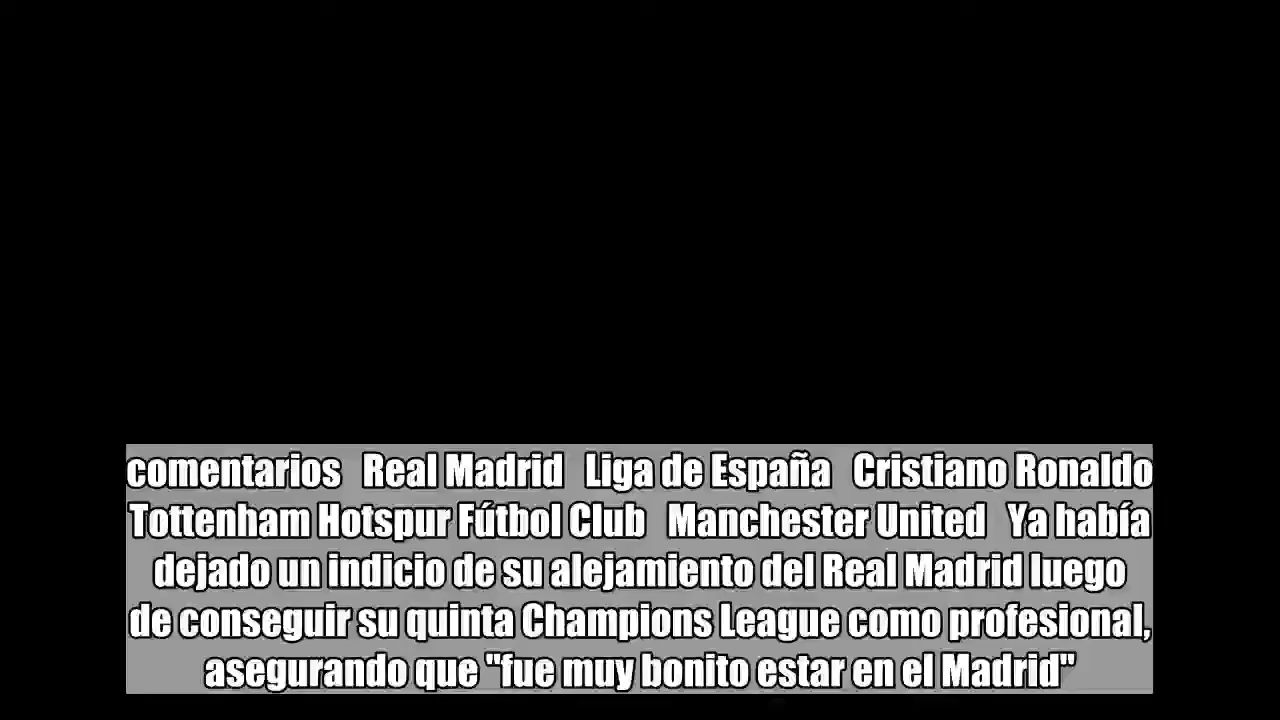 comentarios Real Madrid Liga de España Cristiano Ronaldo
Tottenham Hotspur Fútbol Club Manchester United Ya había
dejado un indicio de su alejamiento del Real Madrid luego
de conseguir su quinta Champions League como profesional,
asegurando que "fue muy bonito estar en el Madrid"